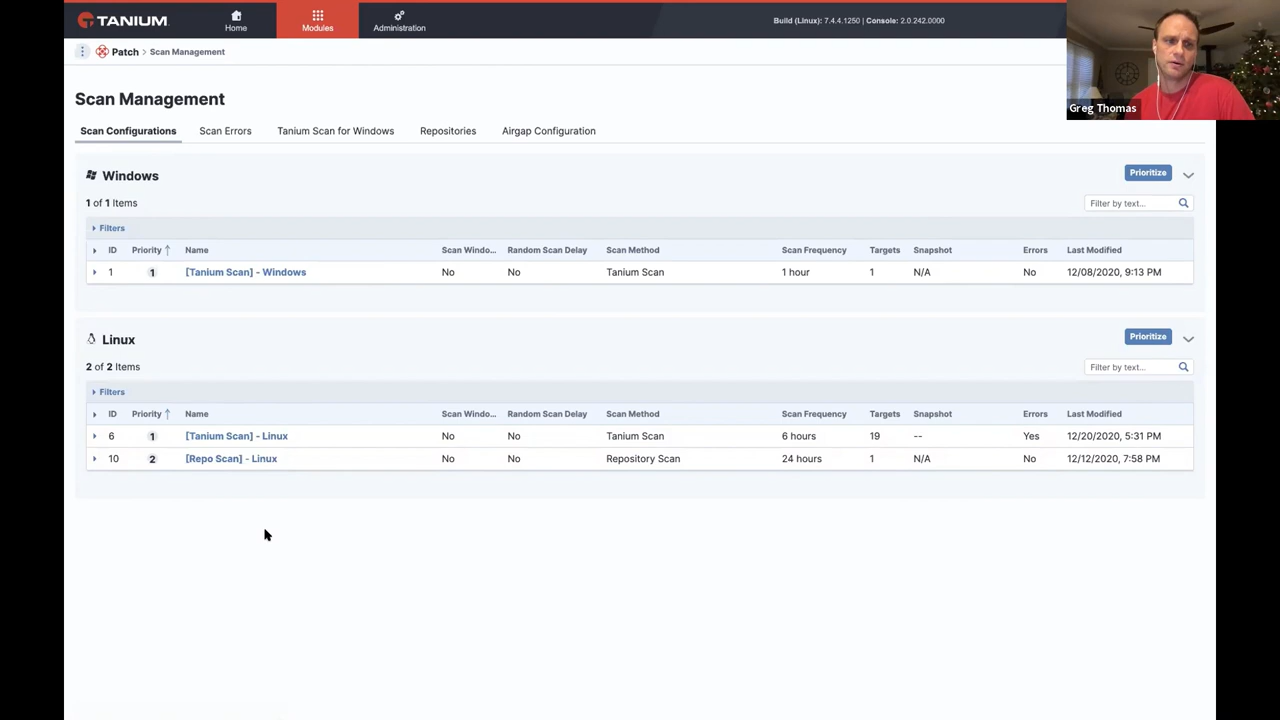 TANIUM
Home
Modules
Administration
Build (Linux): 7.4.4.1250 | Console: 2.0.242.0000
Greg Thomas
Patch > Scan Management
Scan Management
Scan Configurations Scan Errors Tanium Scan for Windows Repositories Airgap Configuration
Windows Prioritize
1 of 1 Items Filter by text...
Filters
ID Priority Name Scan Windo... Random Scan Delay Scan Method Scan Frequency Targets Snapshot Errors Last Modified
1 1 [Tanium Scan] - Windows No No Tanium Scan 1 hour 1 N/A No 12/08/2020, 9:13 PM
Linux Prioritize
2 of 2 Items Filter by text...
Filters
ID Priority Name Scan Windo... Random Scan Delay Scan Method Scan Frequency Targets Snapshot Errors Last Modified
6 1 [Tanium Scan] - Linux No No Tanium Scan 6 hours 19 -- Yes 12/20/2020, 5:31 PM
10 2 [Repo Scan] - Linux No No Repository Scan 24 hours 1 N/A No 12/12/2020, 7:58 PM